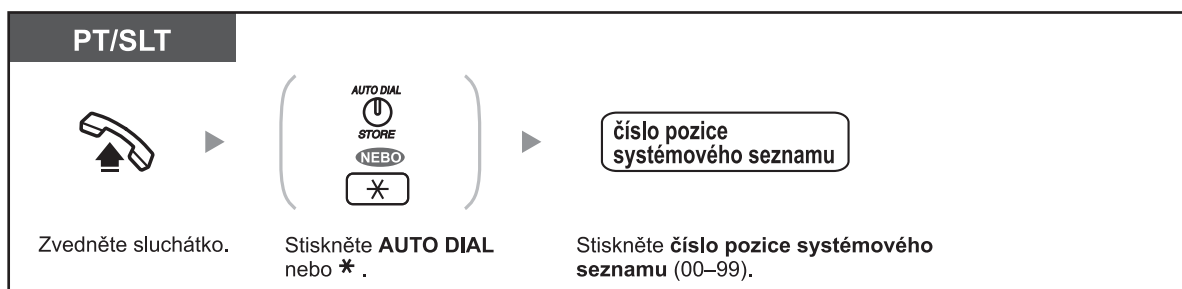 PT/SLT
AUTO DIAL
STORE
NEBO
*
číslo pozice
systémového seznamu
Zvedněte sluchátko.
Stiskněte AUTO DIAL
nebo * .
Stiskněte číslo pozice systémového
seznamu (00–99).